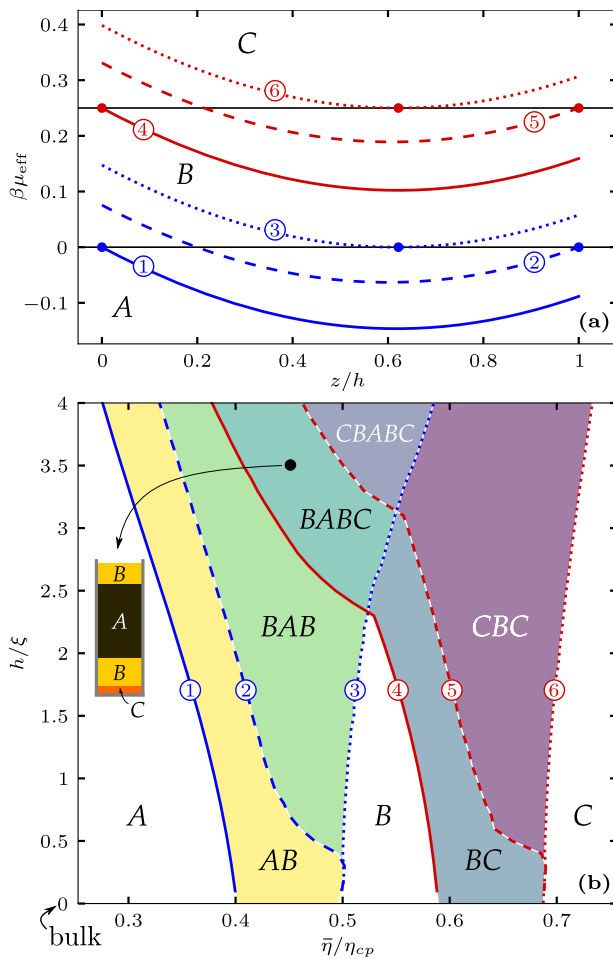 0.4
0.3
0.2
0.1
0
−0.1
βμeff
C
B
A
6
5
4
3
2
1
(a)
0 0.2 0.4 0.6 0.8 1
z/h
4
3.5
3
2.5
2
1.5
1
0.5
0
h/ξ
CBABC
BABC
BAB
CBC
B
A
B
C
1 2 3 4 5 6
A
B
C
AB
BC
(b)
0.3 0.4 0.5 0.6 0.7
bulk
η̄/ηcp